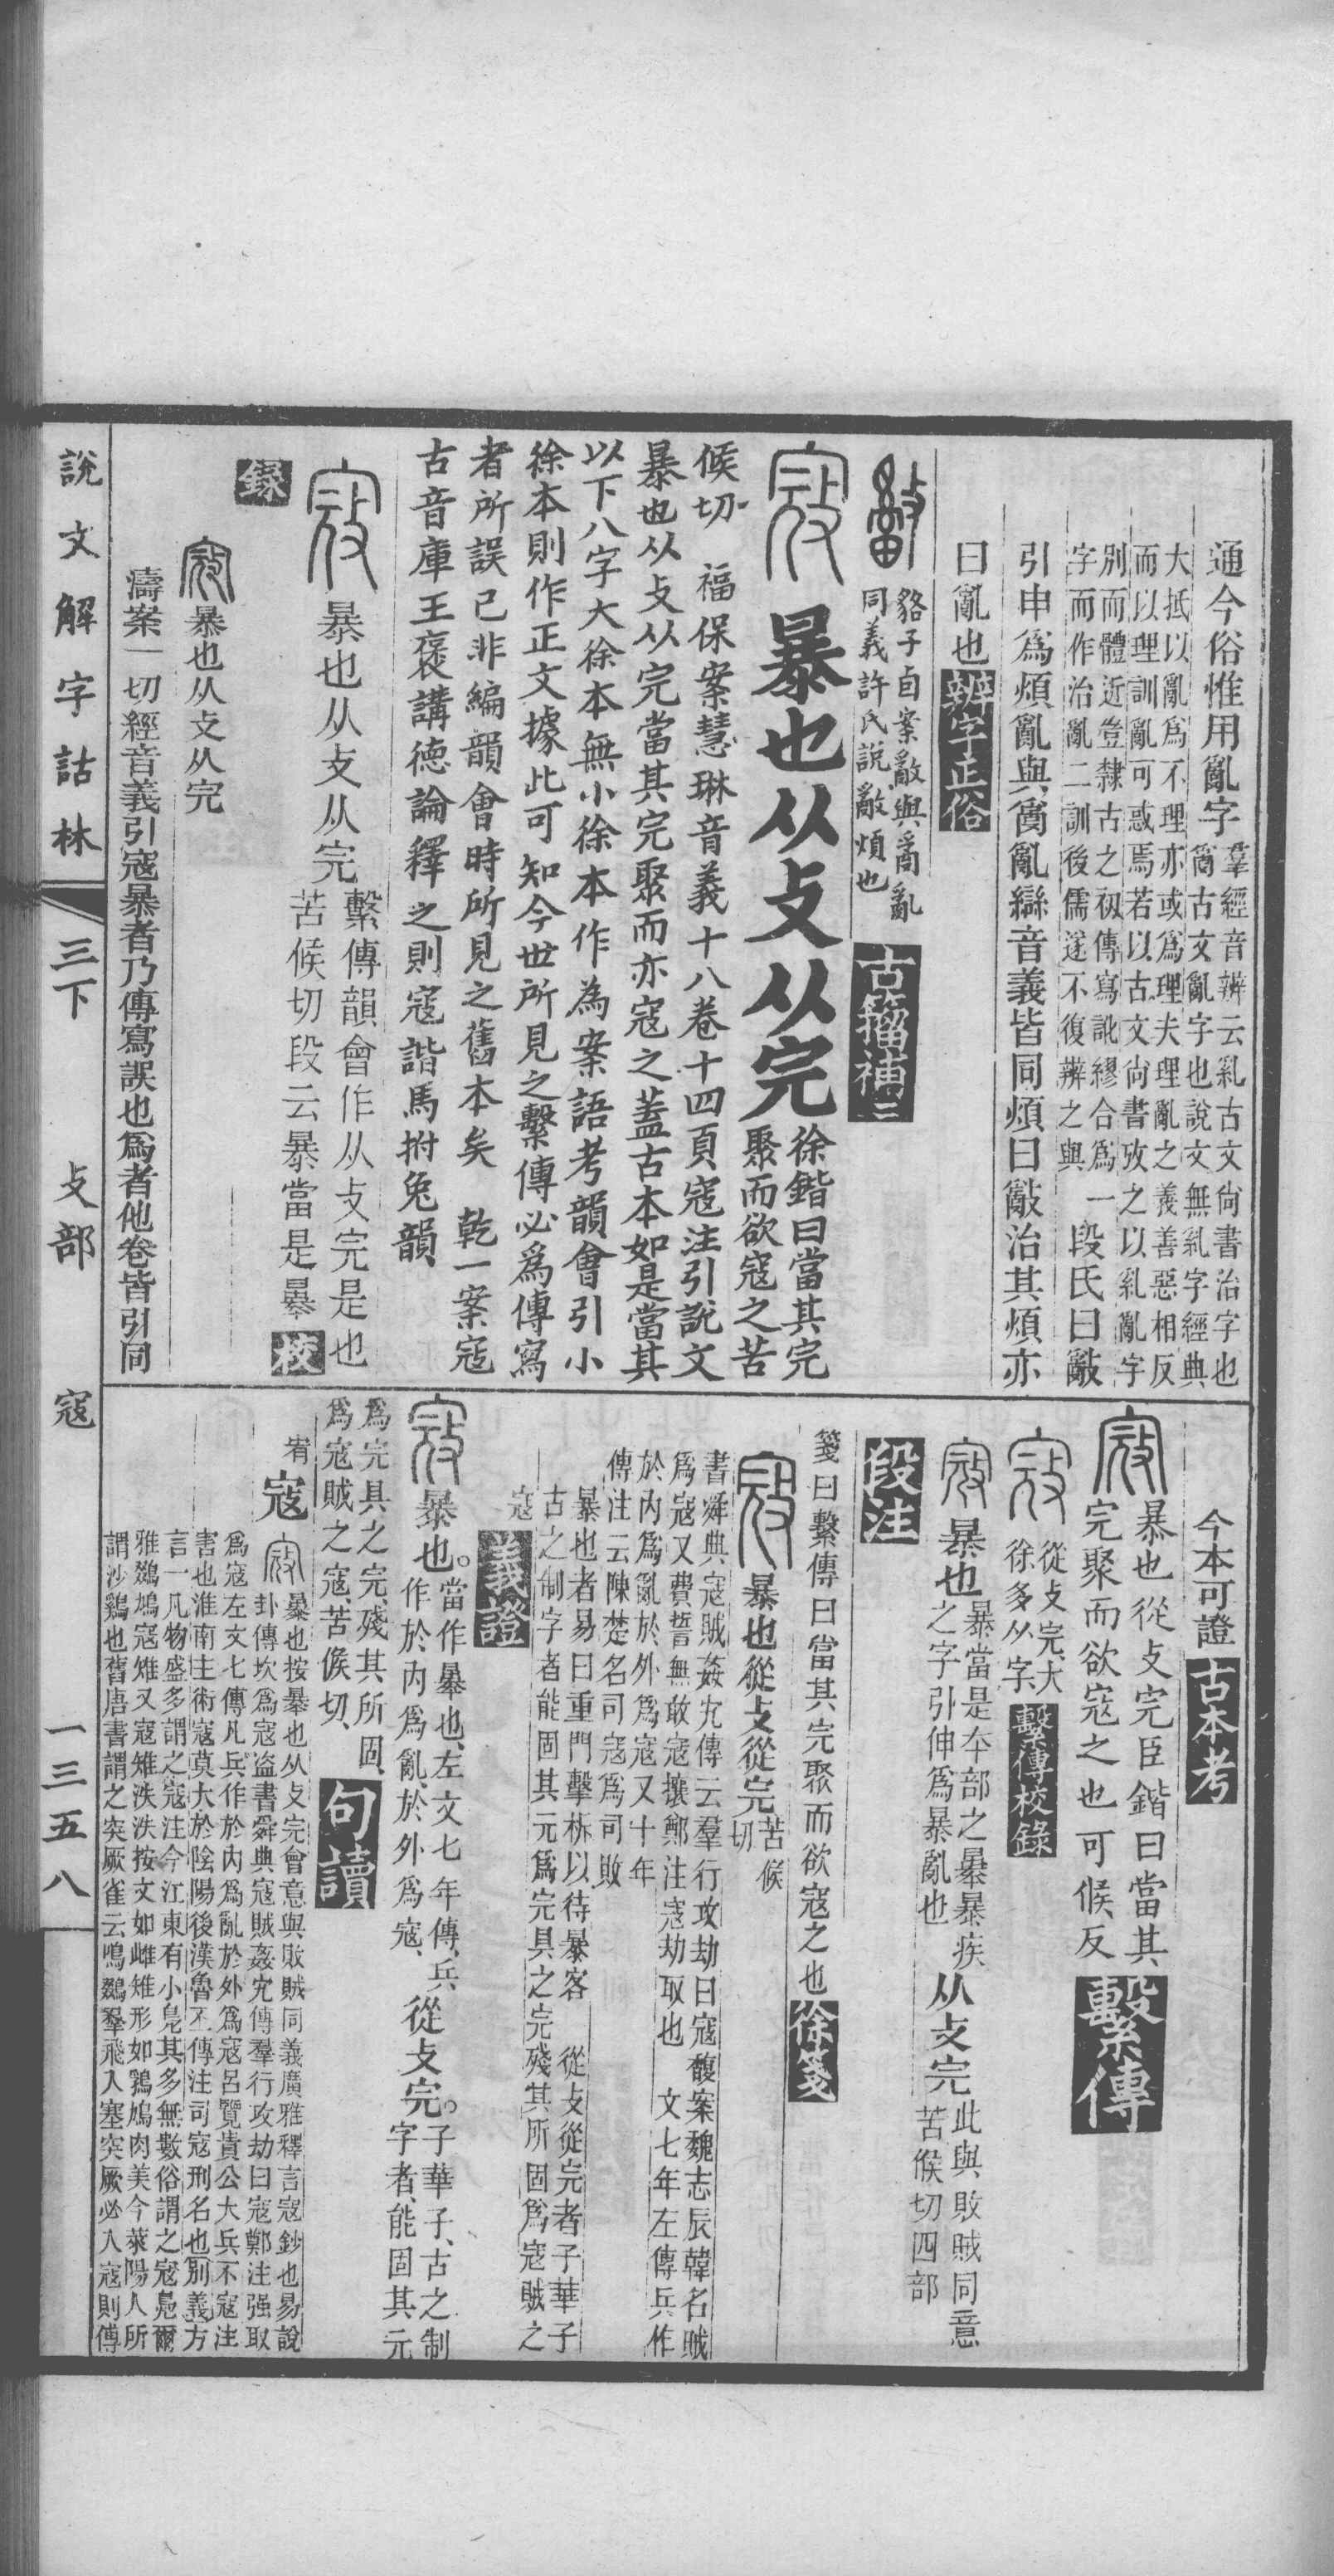 通今俗惟用亂字
羣經音辨云乿古文尙書治字也
𤔔古文亂字也說文無乿字經典
大抵以亂爲不理亦或爲理夫理亂之義善惡相反
而以理訓亂可惑焉若以古文尙書攷之以乿亂字
別而體近豈隸古之初傳寫訛繆合爲一
字而作治亂二訓後儒遂不復辨之與
段氏曰敽
引申爲煩亂與𤔔亂䜌音義皆同煩曰敽治其煩亦
曰亂也
辨字正俗
貉子卣案敽與𤔔亂
同義許氏說敽煩也
古籀補二
寇
暴也从攴从完
徐鍇曰當其完
聚而欲寇之苦
候切
福保案慧琳音義十八卷十四頁寇注引說文
暴也从攴从完當其完聚而亦寇之蓋古本如是當其
以下八字大徐本無小徐本作為案語考韻會引小
徐本則作正文據此可知今世所見之繫傳必爲傳寫
者所誤已非編韻會時所見之舊本矣
乾一案寇
古音庫王褒講德論釋之則寇諧馬拊兔韻
寇
暴也从攴从完
繫傳韻會作从攴完是也
苦候切段云暴當是㬥
校
錄
寇
暴也从攴从完
濤案一切經音義引寇暴者乃傳寫誤也爲者他卷皆引同
今本可證
古本考
寇
暴也從攴完臣鍇曰當其
完聚而欲寇之也可候反
繫傳
寇
從攴完大
徐多从字
繫傳校錄
寇
暴也
暴當是夲部之㬥暴疾
之字引伸爲暴亂也
从攴完
此與敗賊同意
苦候切四部
段注
箋曰繫傳曰當其完聚而欲寇之也
徐箋
寇
暴也從攴從完
苦候
切
馥案魏志辰韓名賊
書舜典寇賊姦宄傳云羣行攻劫曰寇
爲寇又費誓無敢寇攘鄭注寇劫取也
文七年左傳兵作
於內爲亂於外爲寇又十年
傳注云陳楚名司寇爲司敗
暴也者易曰重門擊柝以待暴客
從攴從完者子華子
古之制字者能固其元爲完具之完殘其所固爲寇賊之
寇
義證
寇
暴也。
當作㬥也、左文七年傳、兵
作於內爲亂、於外爲寇、
從攴完。
子華子、古之制
字者、能固其元
爲完具之完、殘其所固、
爲寇賊之寇、苦候切、
句讀
宥
寇
㬥也按㬥也从攴完會意與敗賊同義廣雅釋言寇鈔也易說
卦傳坎爲寇盜書舜典寇賊姦宄傳羣行攻劫曰寇鄭注强取
爲寇左文七傳凡兵作於內爲亂於外爲寇呂覽貴公大兵不寇注
害也淮南主術寇莫大於陰陽後漢魯丕傳注司寇刑名也別義方
言一凡物盛多謂之寇注今江東有小鳧其多無數俗謂之寇鳧爾
雅鵽鳩寇雉又寇雉泆泆按文如雌雉形如鶉鳩肉美今萊陽人所
謂沙雞也舊唐書謂之突厥雀云鳴鵽羣飛入塞突厥必入寇則傅
說文解字詁林
三下
攴部
寇
一三五八